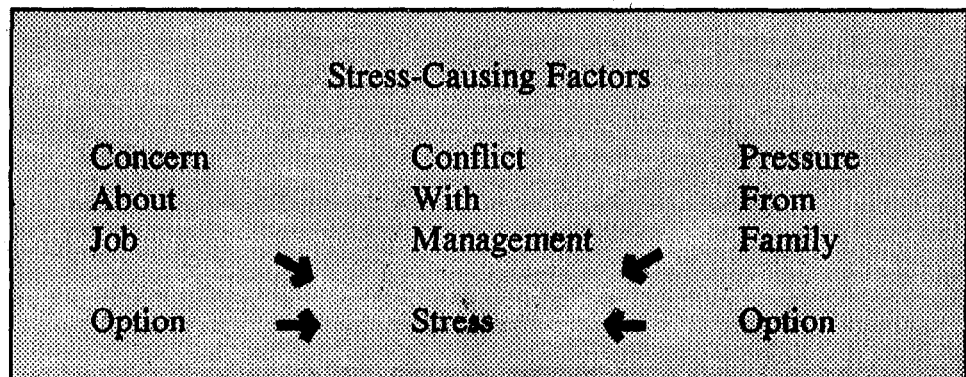 Stress-Causing Factors
Concern
About
Job
Conflict
With
Management
Pressure
From
Family
Option
Stress
Option